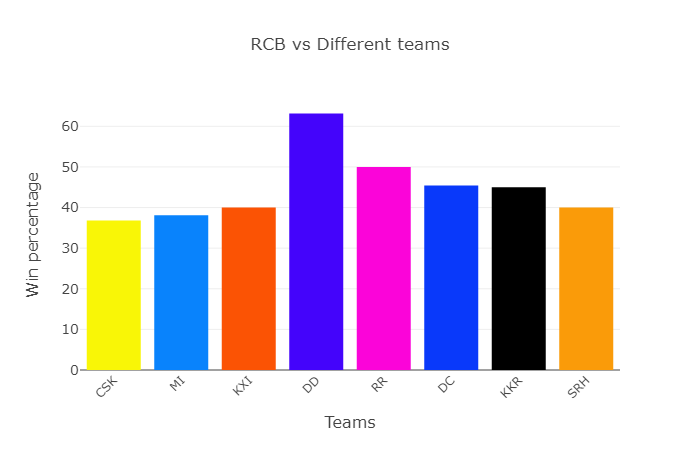 RCB vs Different teams
Win percentage
60
50
40
30
20
10
0
CSK
MI
KXI
DD
RR
DC
KKR
SRH
Teams